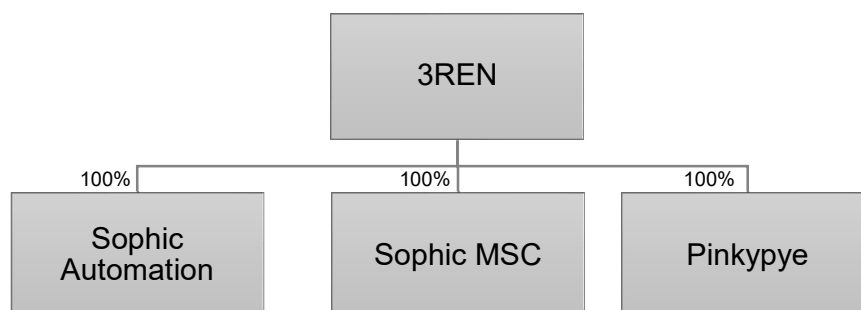 3REN
100%
100%
100%
Sophic
Automation
Sophic MSC
Pinkypye